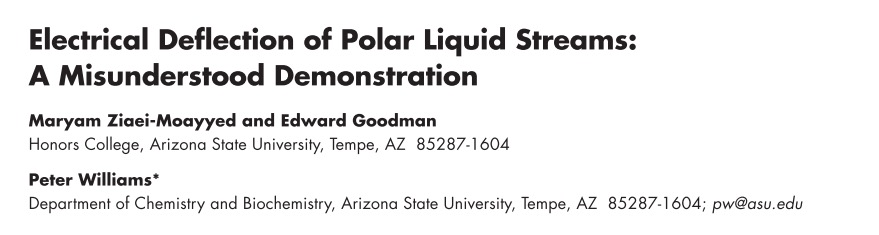 Electrical Deflection of Polar Liquid Streams:
A Misunderstood Demonstration
Maryam Ziaei-Moayyed and Edward Goodman
Honors College, Arizona State University, Tempe, AZ 85287-1604
Peter Williams*
Department of Chemistry and Biochemistry, Arizona State University, Tempe, AZ 85287-1604; pw@asu.edu